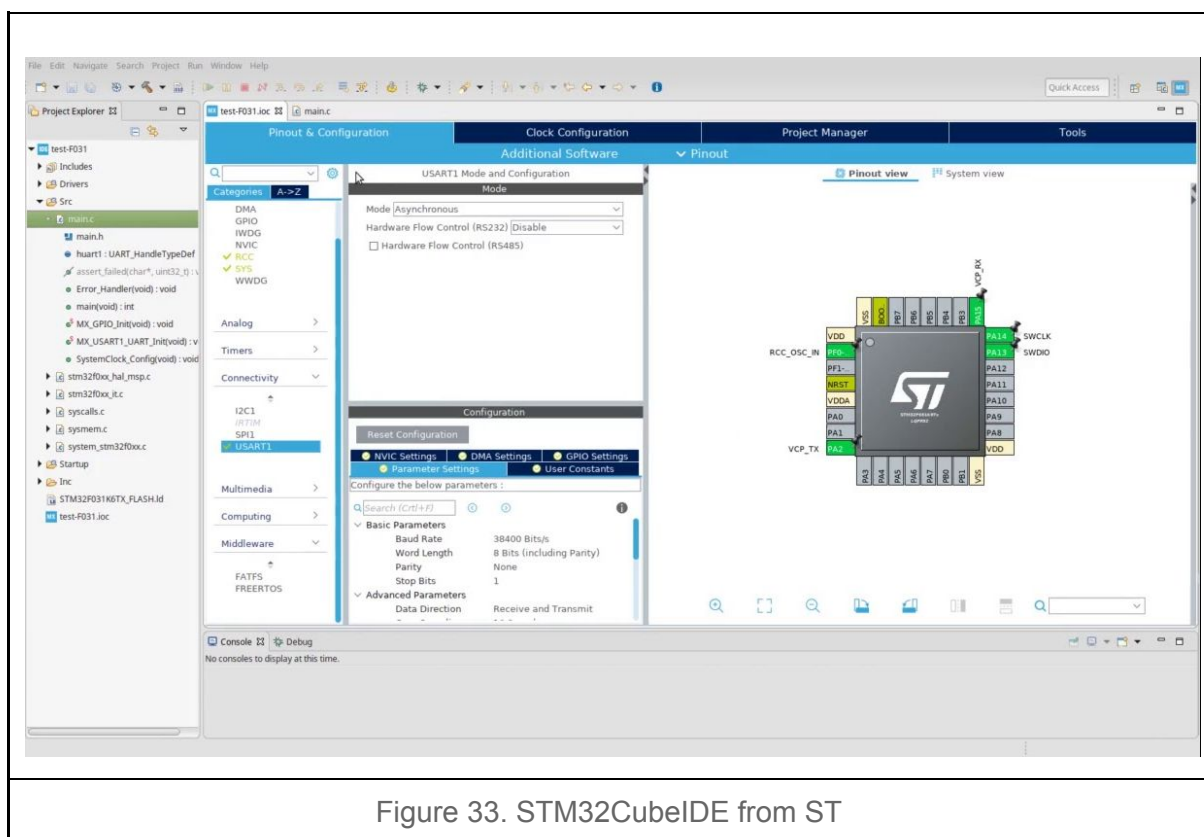 File Edit Navigate Search Project Run Window Help
Quick Access
Project Explorer
test-F031.ioc
main.c
Pinout & Configuration
Clock Configuration
Project Manager
Tools
Additional Software
Pinout
test-F031
Includes
Drivers
Src
main.c
main.h
huart1 : UART_HandleTypeDef
assert_failed(char*, uint32_t) : v
Error_Handler(void) : void
main(void) : int
MX_GPIO_Init(void) : void
MX_USART1_UART_Init(void) : v
SystemClock_Config(void) : void
stm32f0xx_hal_msp.c
stm32f0xx_it.c
syscalls.c
sysmem.c
system_stm32f0xx.c
Startup
Inc
STM32F031K6TX_FLASH.ld
test-F031.ioc
Categories A->Z
DMA
GPIO
IWDG
NVIC
RCC
SYS
WWDG
Analog
Timers
Connectivity
I2C1
IRTIM
SPI1
USART1
Multimedia
Computing
Middleware
FATFS
FREERTOS
USART1 Mode and Configuration
Mode
Mode Asynchronous
Hardware Flow Control (RS232) Disable
Hardware Flow Control (RS485)
Configuration
Reset Configuration
NVIC Settings DMA Settings GPIO Settings
Parameter Settings User Constants
Configure the below parameters :
Search (Crtl+F)
Basic Parameters
Baud Rate 38400 Bits/s
Word Length 8 Bits (including Parity)
Parity None
Stop Bits 1
Advanced Parameters
Data Direction Receive and Transmit
Pinout view System view
VCP_RX
VSS BOO... PB7 PB6 PB5 PB4 PB3 PA15
VDD PA14 SWCLK
RCC_OSC_IN PF0- PA13 SWDIO
PF1-.. PA12
NRST PA11
VDDA PA10
PA0 PA9
PA1 PA8
VCP_TX PA2 VDD
PA3 PA4 PA5 PA6 PA7 PB0 PB1 VSS
ST
Console Debug
No consoles to display at this time.
Figure 33. STM32CubeIDE from ST